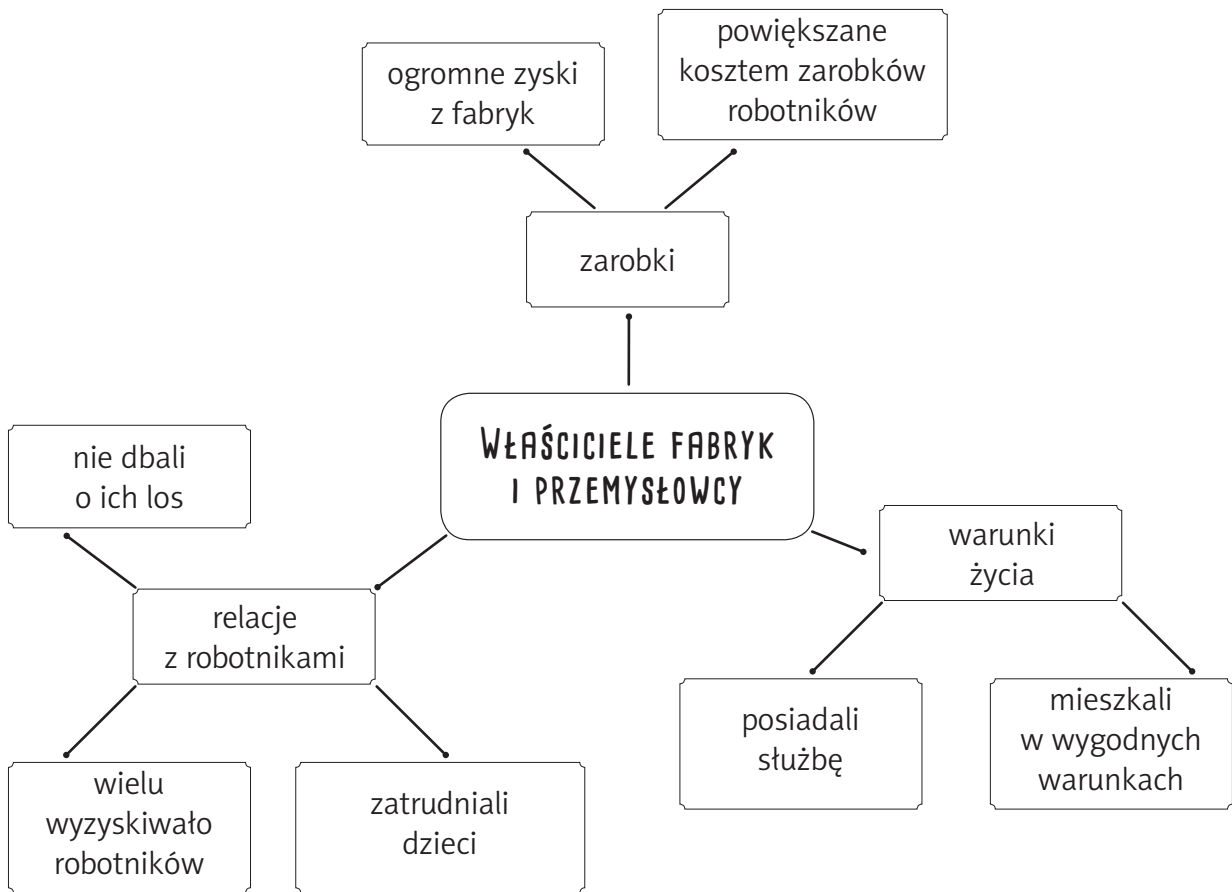 ogromne zyski
z fabryk
powiększane
kosztem zarobków
robotników
zarobki
WŁAŚCICIELE FABRYK
I PRZEMYSŁOWCY
nie dbali
o ich los
relacje
z robotnikami
wielu
wyzyskiwało
robotników
zatrudniali
dzieci
warunki
życia
posiadali
służbę
mieszkali
w wygodnych
warunkach